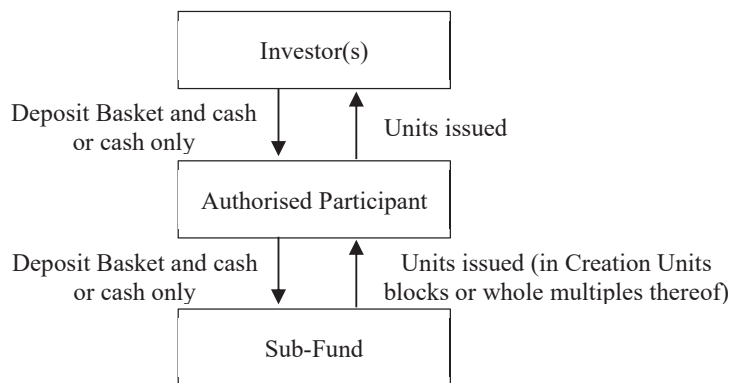 Investor(s)
Deposit Basket and cash
or cash only
Units issued
Authorised Participant
Deposit Basket and cash
or cash only
Units issued (in Creation Units
blocks or whole multiples thereof)
Sub-Fund